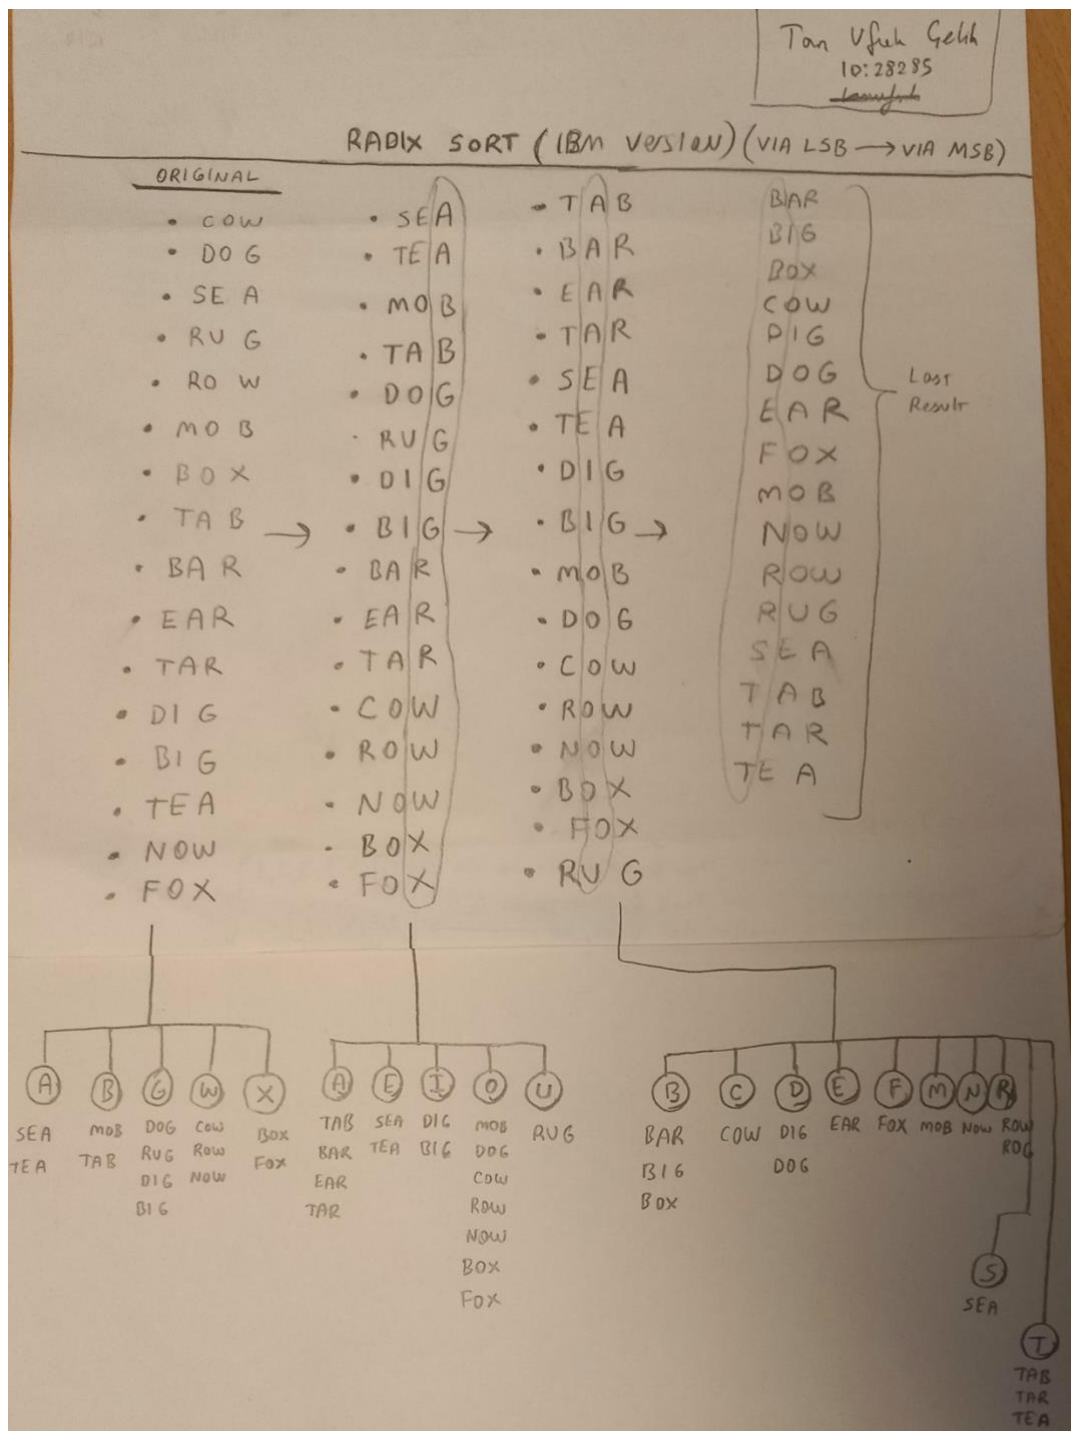 Tan Ufuk Çelik
ID:28285
RADIX SORT (IBM Version) (VIA LSB → VIA MSB)
ORIGINAL
• COW
• DOG
• SEA
• RUG
• ROW
• MOB
• BOX
• TAB →
• BAR
• EAR
• TAR
• DIG
• BIG
• TEA
• NOW
• FOX
• SEA
• TEA
• MOB
• TAB
• DOG
• RUG
• DIG
• BIG →
• BAR
• EAR
• TAR
• COW
• ROW
• NOW
• BOX
• FOX
• TAB
• BAR
• EAR
• TAR
• SEA
• TEA
• DIG
• BIG →
• MOB
• DOG
• COW
• ROW
• NOW
• BOX
• FOX
• RUG
BAR
BIG
BOX
COW
DIG
DOG
EAR
FOX
MOB
NOW
ROW
RUG
SEA
TAB
TAR
TEA
Last
Result
A
SEA
TEA
B
MOB
TAB
G
DOG
RUG
DIG
BIG
W
COW
ROW
NOW
X
BOX
FOX
A
TAB
BAR
EAR
TAR
E
SEA
TEA
I
DIG
BIG
O
MOB
DOG
COW
ROW
NOW
BOX
FOX
U
RUG
B
BAR
BIG
BOX
C
COW
D
DIG
DOG
E
EAR
F
FOX
M
MOB
N
NOW
R
ROW
ROG
S
SEA
T
TAB
TAR
TEA